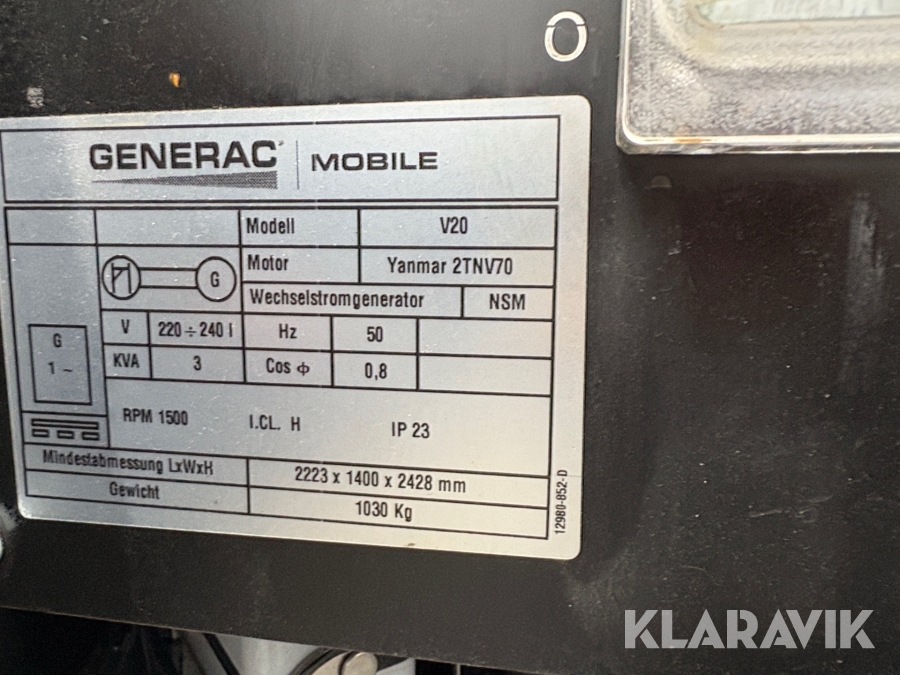 GENERAC MOBILE
Modell V20
Motor Yanmar 2TNV70
G
Wechselstromgenerator NSM
V 220 ÷ 240 Hz 50
G
1 ~
KVA 3 Cos ϕ 0,8
RPM 1500 I.CL. H IP 23
Mindestabmessung LxWxH 2223 x 1400 x 2428 mm
Gewicht 1030 Kg
12980-852-D
KLARAVIK